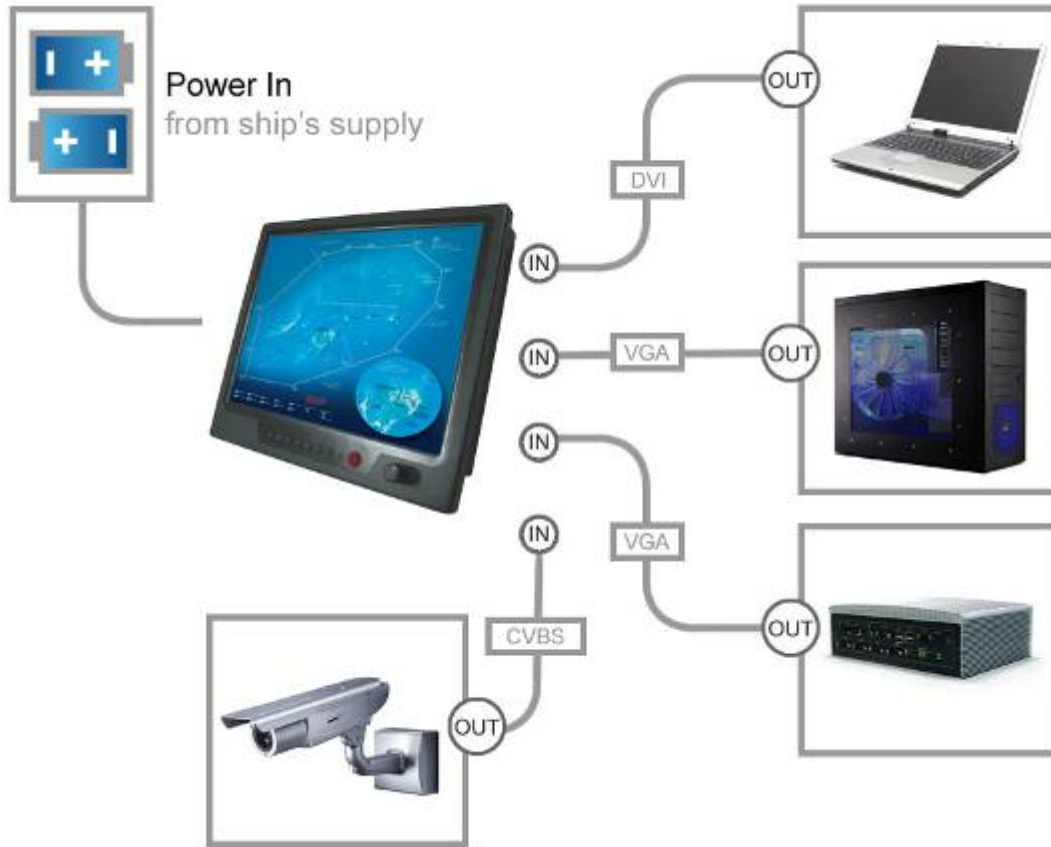 Power In
from ship's supply
OUT
DVI
IN
IN
VGA
OUT
IN
IN
VGA
CVBS
OUT
OUT